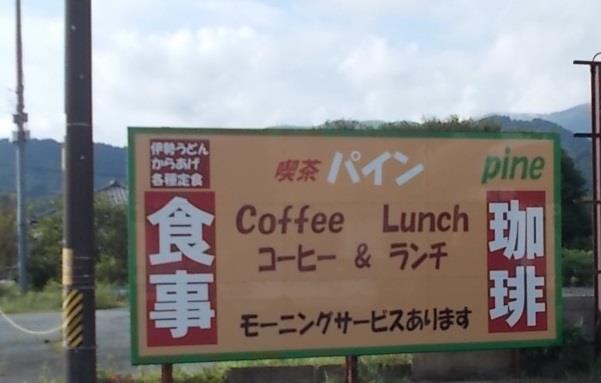 伊勢うどん
からあげ
各種定食
食事
喫茶 パイン
pine
Coffee Lunch
コーヒー & ランチ
モーニングサービスあります
珈琲